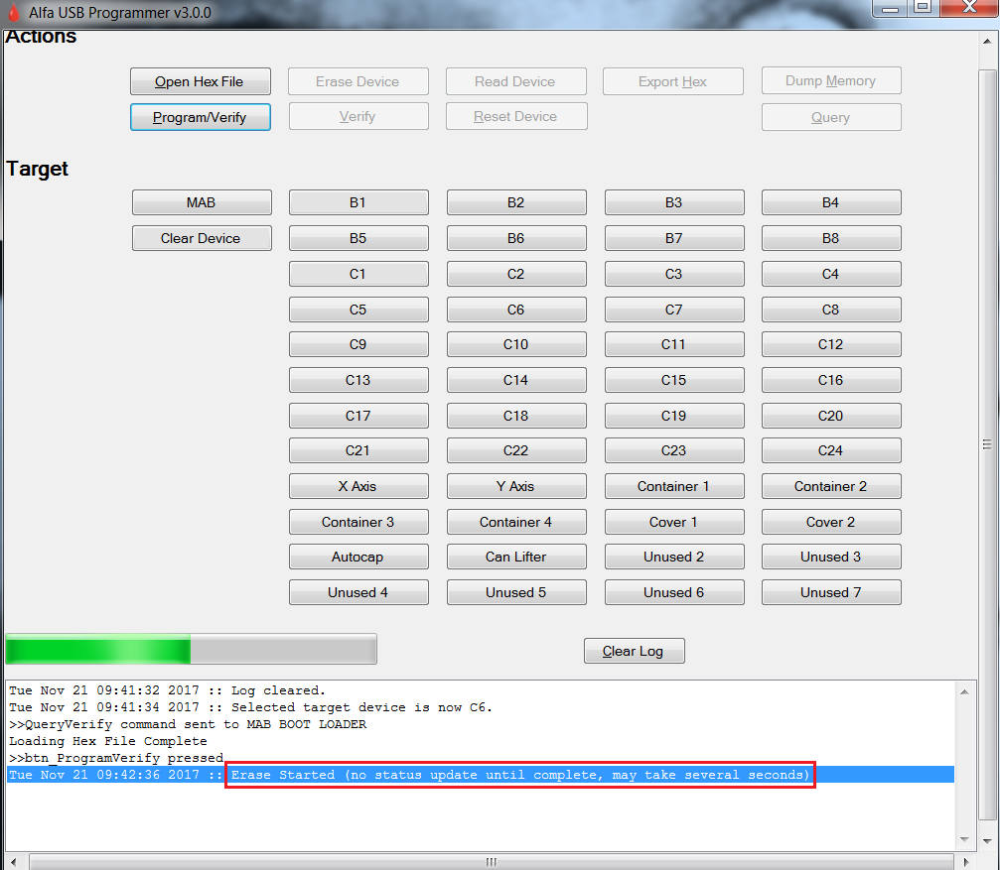 Alfa USB Programmer v3.0.0
Actions
Open Hex File Erase Device Read Device Export Hex Dump Memory
Program/Verify Verify Reset Device Query
Target
MAB B1 B2 B3 B4
Clear Device B5 B6 B7 B8
C1 C2 C3 C4
C5 C6 C7 C8
C9 C10 C11 C12
C13 C14 C15 C16
C17 C18 C19 C20
C21 C22 C23 C24
X Axis Y Axis Container 1 Container 2
Container 3 Container 4 Cover 1 Cover 2
Autocap Can Lifter Unused 2 Unused 3
Unused 4 Unused 5 Unused 6 Unused 7
Clear Log
Tue Nov 21 09:41:32 2017 :: Log cleared.
Tue Nov 21 09:41:34 2017 :: Selected target device is now C6.
>>QueryVerify command sent to MAB BOOT LOADER
Loading Hex File Complete
>>btn_ProgramVerify pressed
Tue Nov 21 09:42:36 2017 :: Erase Started (no status update until complete, may take several seconds)